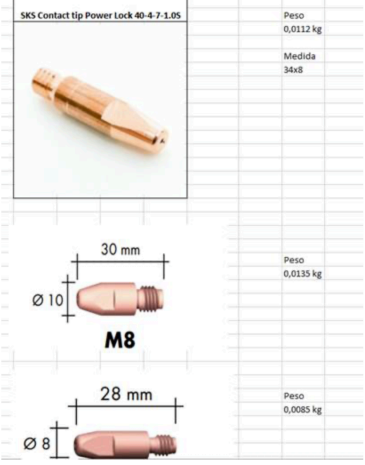 SKS Contact tip Power Lock 40-4-7-1.0S
Peso
0,0112 kg
Medida
34x8
30 mm
Ø 10
M8
Peso
0,0135 kg
28 mm
Ø 8
Peso
0,0085 kg